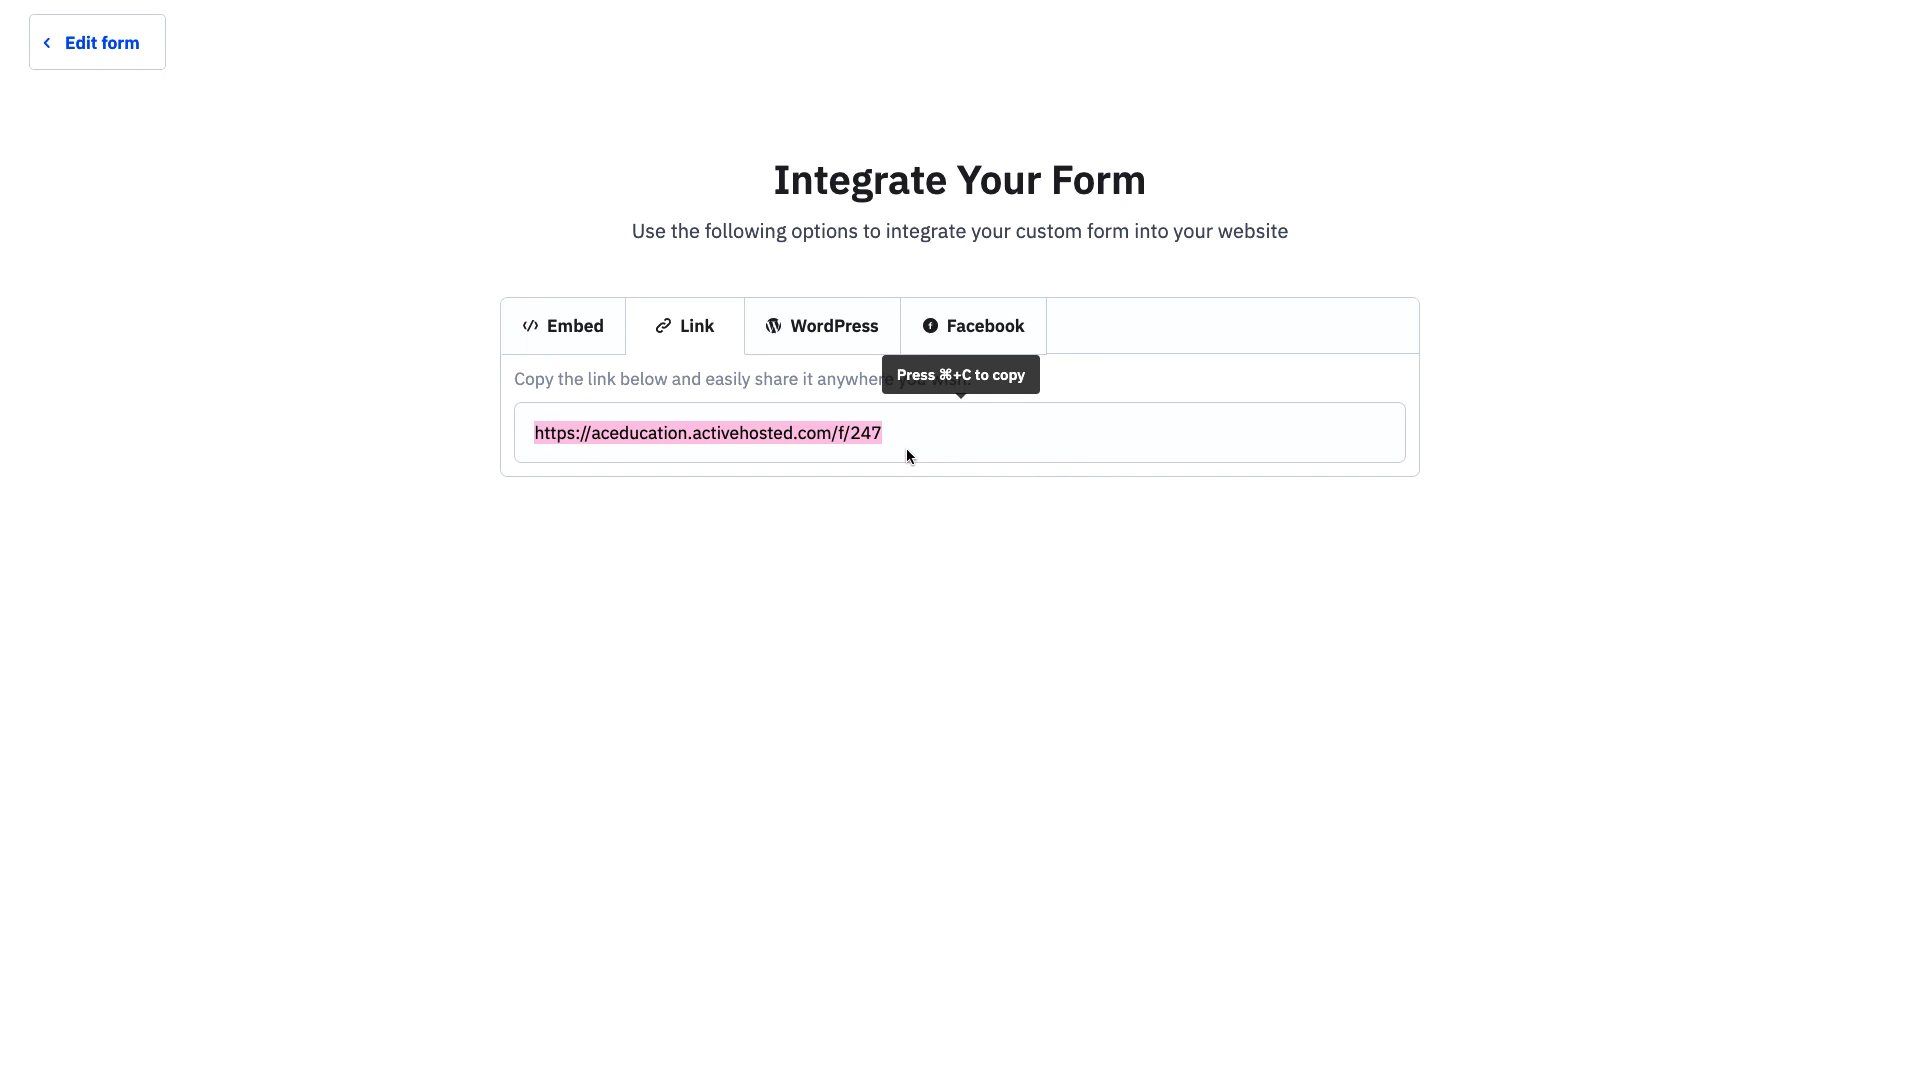 Edit form
Integrate Your Form
Use the following options to integrate your custom form into your website
Embed
Link
WordPress
Facebook
Copy the link below and easily share it anywhere
Press ⌘+C to copy
https://aceducation.activehosted.com/f/247